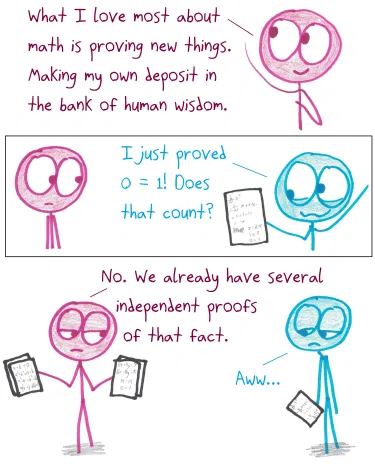 What I love most about
math is proving new things.
Making my own deposit in
the bank of human wisdom.
I just proved
0 = 1! Does
that count?
No. We already have several
independent proofs
of that fact.
Aww...